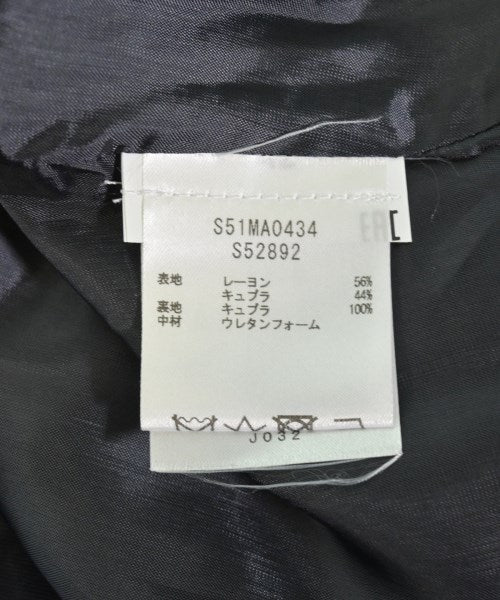 S51MA0434
S52892
表地 レーヨン 56%
キュプラ 44%
裏地 キュプラ 100%
中材 ウレタンフォーム
Jo32